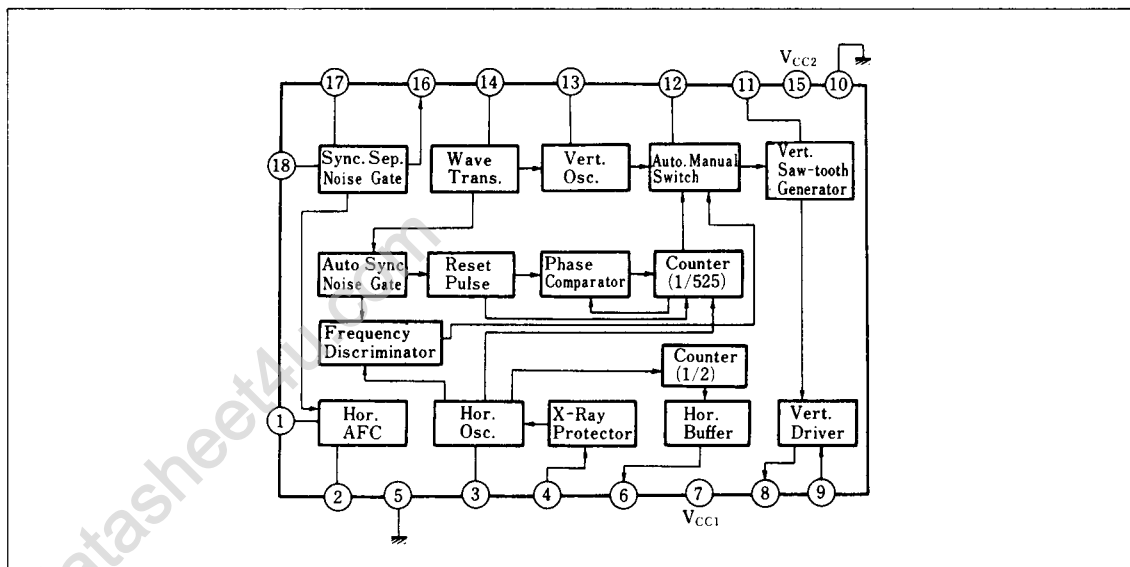 VCC2
17
16
14
13
12
11
15
10
18
Sync. Sep.
Noise Gate
Wave
Trans.
Vert.
Osc.
Auto. Manual
Switch
Vert.
Saw-tooth
Generator
Auto Sync
Noise Gate
Reset
Pulse
Phase
Comparator
Counter
(1/525)
Frequency
Discriminator
Counter
(1/2)
1
Hor.
AFC
Hor.
Osc.
X-Ray
Protector
Hor.
Buffer
Vert.
Driver
2
5
3
4
6
7
8
9
VCC1
atasheet4u.com